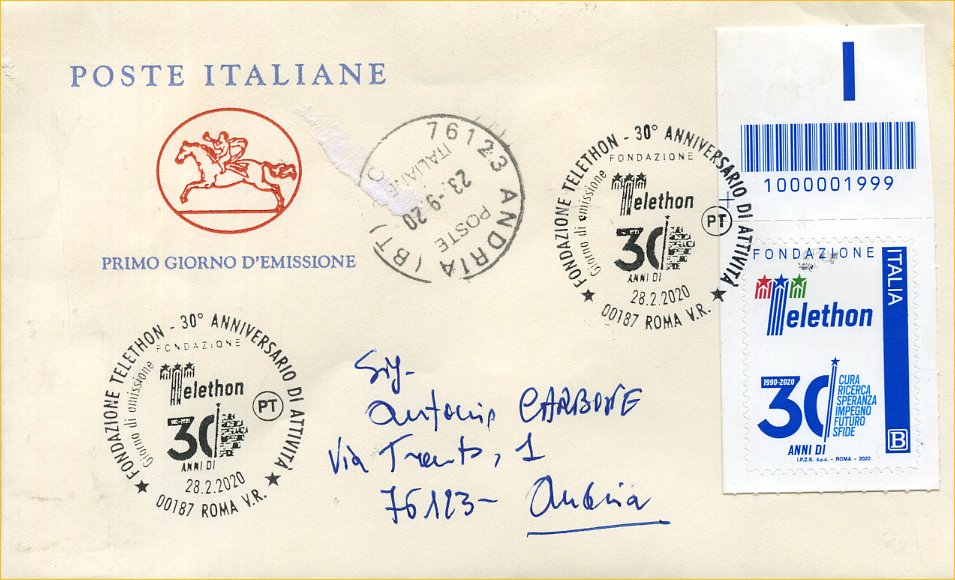 POSTE ITALIANE
PRIMO GIORNO D'EMISSIONE
76123 ANDRIA (BT)
POSTE ITALIANE
23.-9.20
FONDAZIONE TELETHON - 30° ANNIVERSARIO DI ATTIVITÀ
FONDAZIONE
Giorno di emissione
Telethon
30
ANNI DI
PT
28.2.2020
★ 00187 ROMA V.R. ★
1000001999
FONDAZIONE
ITALIA
Telethon
1990-2020
30
ANNI DI
CURA
RICERCA
SPERANZA
IMPEGNO
FUTURO
SFIDE
B
I.P.Z.S. S.p.A. - ROMA - 2020
FONDAZIONE TELETHON - 30° ANNIVERSARIO DI ATTIVITÀ
FONDAZIONE
Giorno di emissione
Telethon
30
ANNI DI
PT
28.2.2020
★ 00187 ROMA V.R. ★
Sig.
Antonio CARBONE
Via Trento, 1
76123- Andria